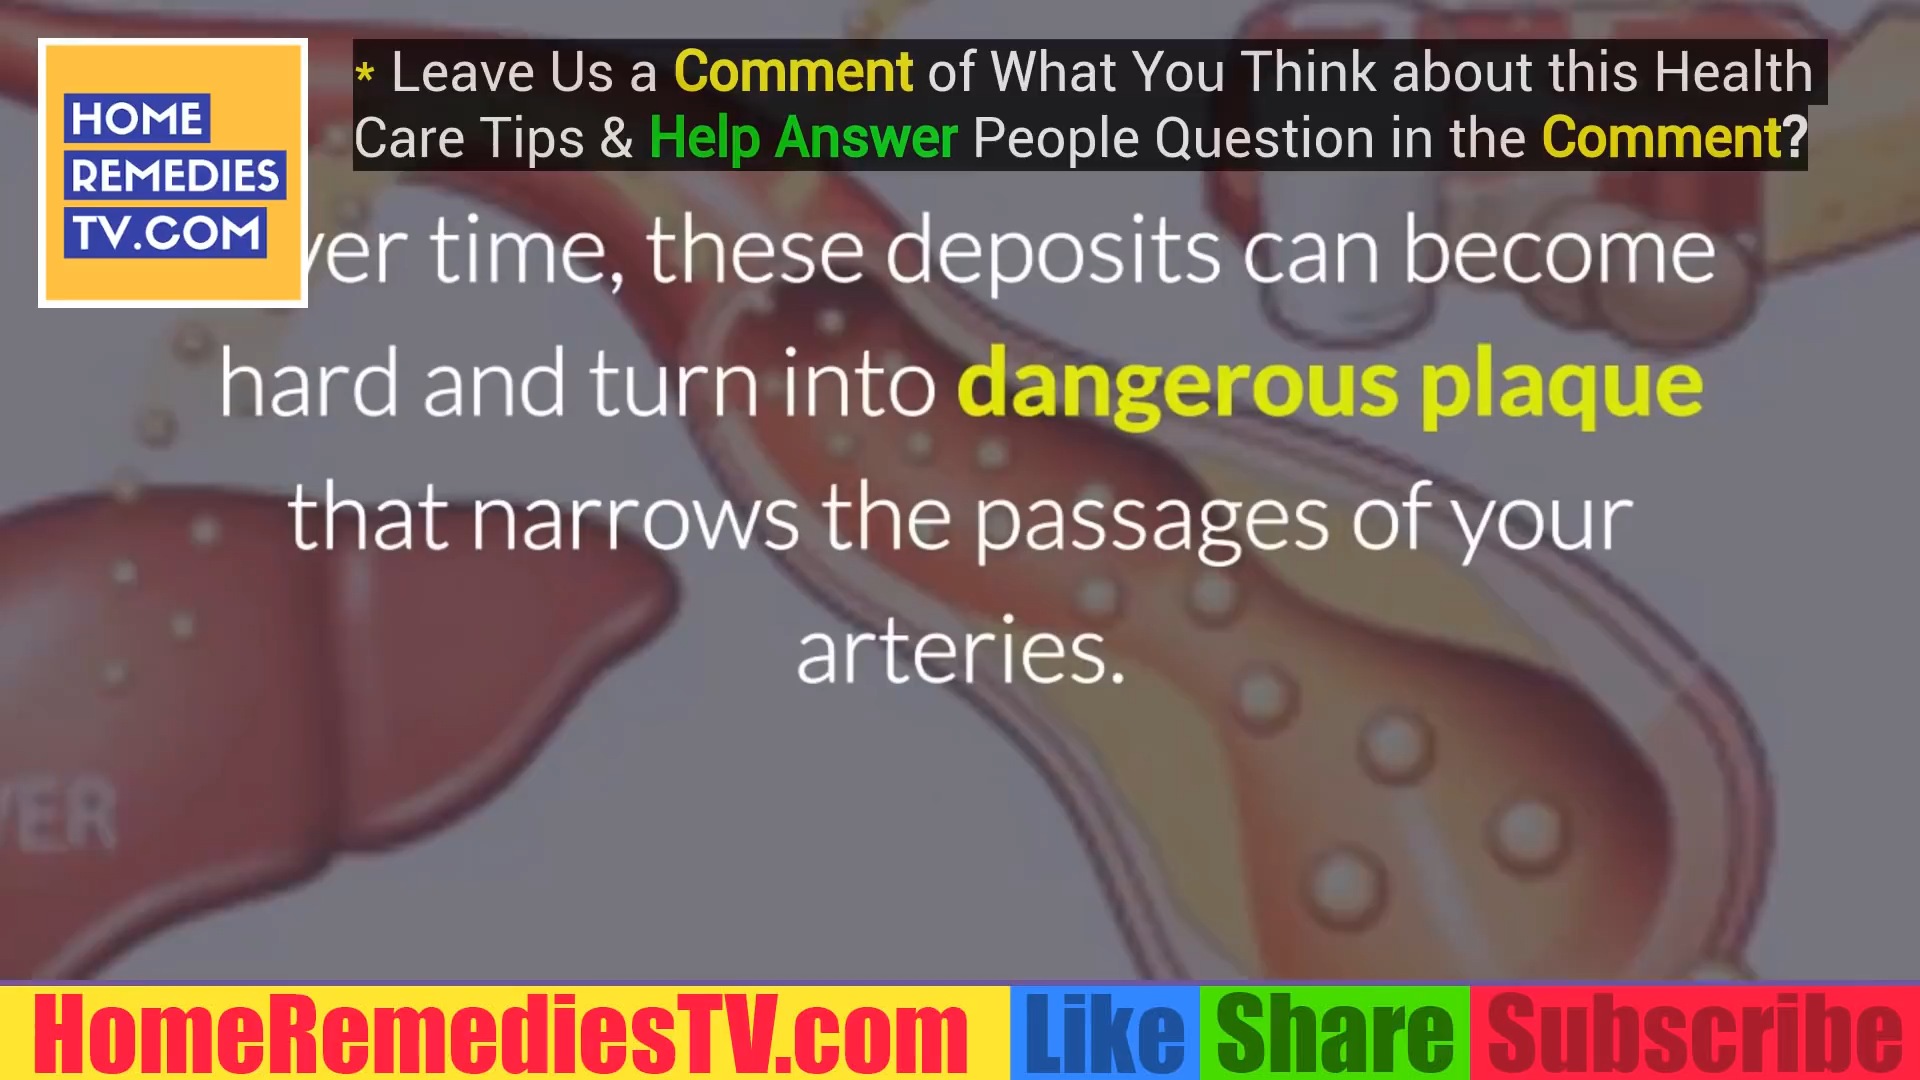 HOME
REMEDIES
TV.COM
* Leave Us a Comment of What You Think about this Health
Care Tips & Help Answer People Question in the Comment?
ver time, these deposits can become
hard and turn into dangerous plaque
that narrows the passages of your
arteries.
VER
HomeRemediesTV.com
Like
Share
Subscribe